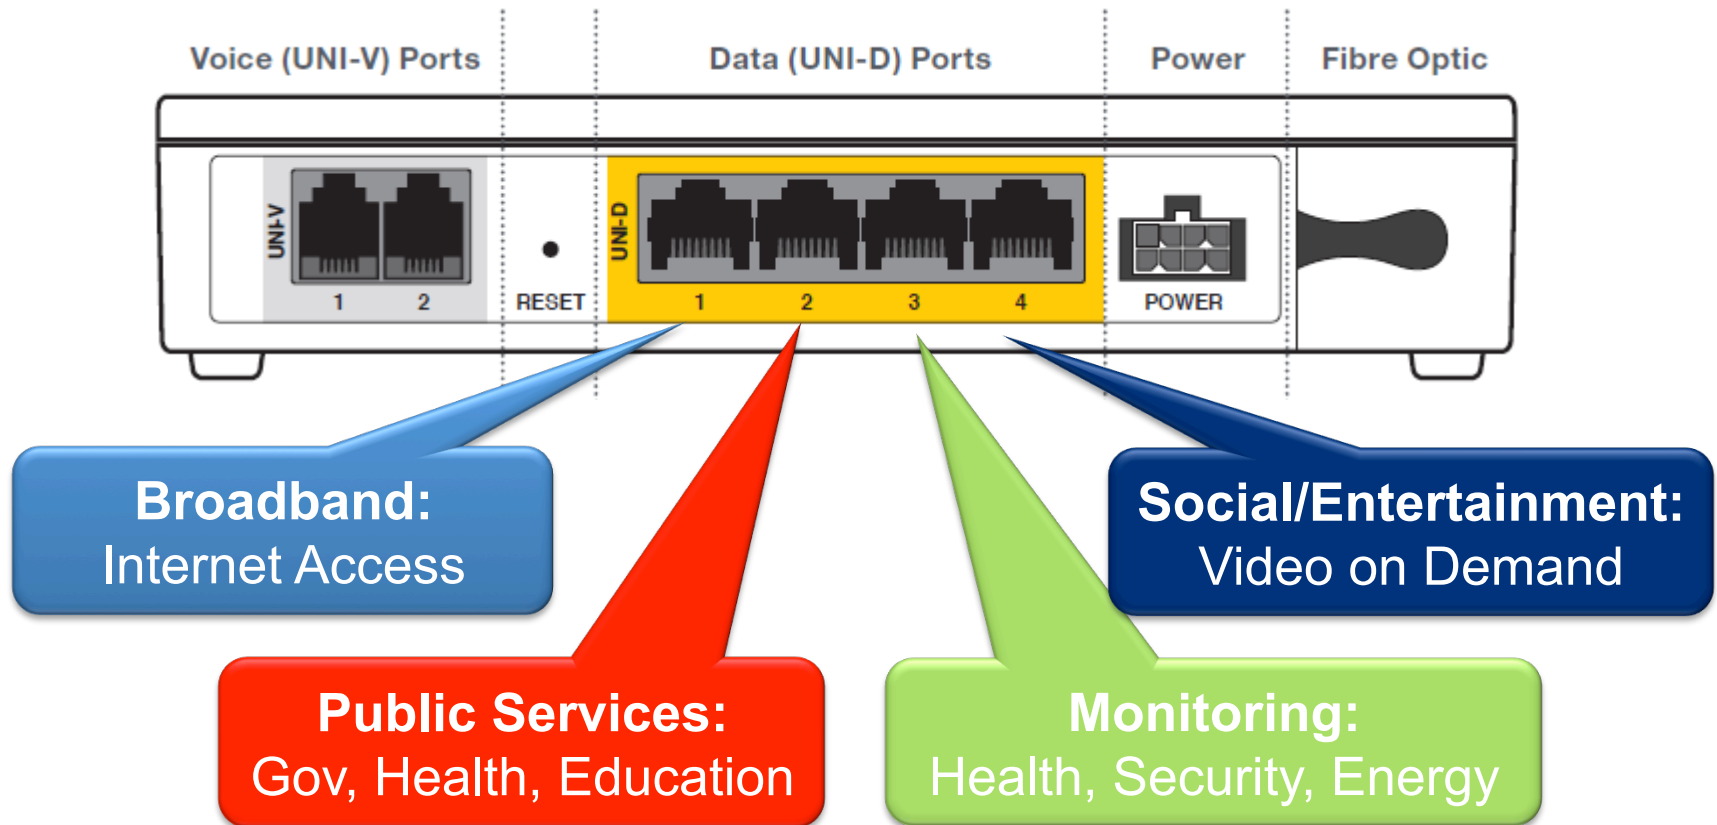 Voice (UNI-V) Ports
Data (UNI-D) Ports
Power
Fibre Optic
UNI-V
1 2
RESET
UNI-D
1 2 3 4
POWER
Broadband:
Internet Access
Social/Entertainment:
Video on Demand
Public Services:
Gov, Health, Education
Monitoring:
Health, Security, Energy